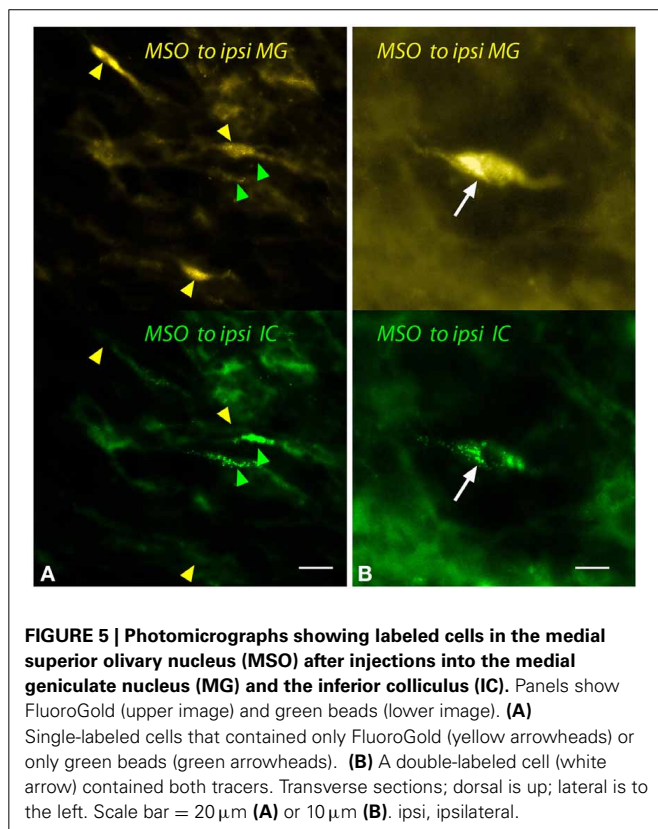 MSO to ipsi MG
MSO to ipsi MG
MSO to ipsi IC
MSO to ipsi IC
A
B
FIGURE 5 | Photomicrographs showing labeled cells in the medial
superior olivary nucleus (MSO) after injections into the medial
geniculate nucleus (MG) and the inferior colliculus (IC). Panels show
FluoroGold (upper image) and green beads (lower image). (A)
Single-labeled cells that contained only FluoroGold (yellow arrowheads) or
only green beads (green arrowheads). (B) A double-labeled cell (white
arrow) contained both tracers. Transverse sections; dorsal is up; lateral is to
the left. Scale bar = 20 μm (A) or 10 μm (B). ipsi, ipsilateral.